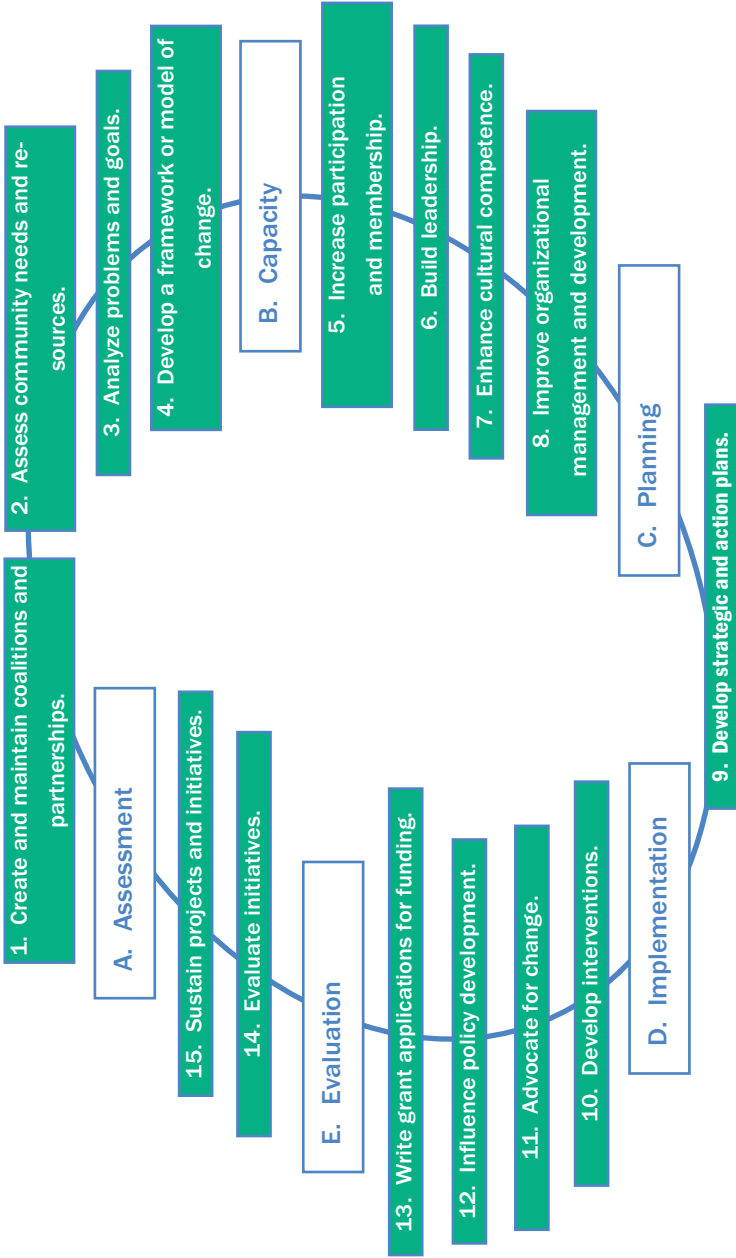 A. Assessment
1. Create and maintain coalitions and
partnerships.
2. Assess community needs and re-
sources.
3. Analyze problems and goals.
4. Develop a framework or model of
change.
B. Capacity
5. Increase participation
and membership.
6. Build leadership.
7. Enhance cultural competence.
8. Improve organizational
management and development.
C. Planning
9. Develop strategic and action plans.
D. Implementation
10. Develop interventions.
11. Advocate for change.
12. Influence policy development.
13. Write grant applications for funding.
E. Evaluation
14. Evaluate initiatives.
15. Sustain projects and initiatives.